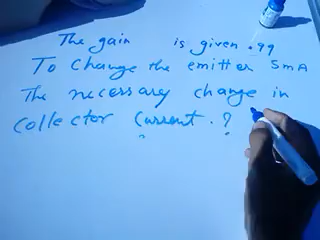 The gain is given .99
To change the emitter 5mA
The necessary change in
collector current . ?